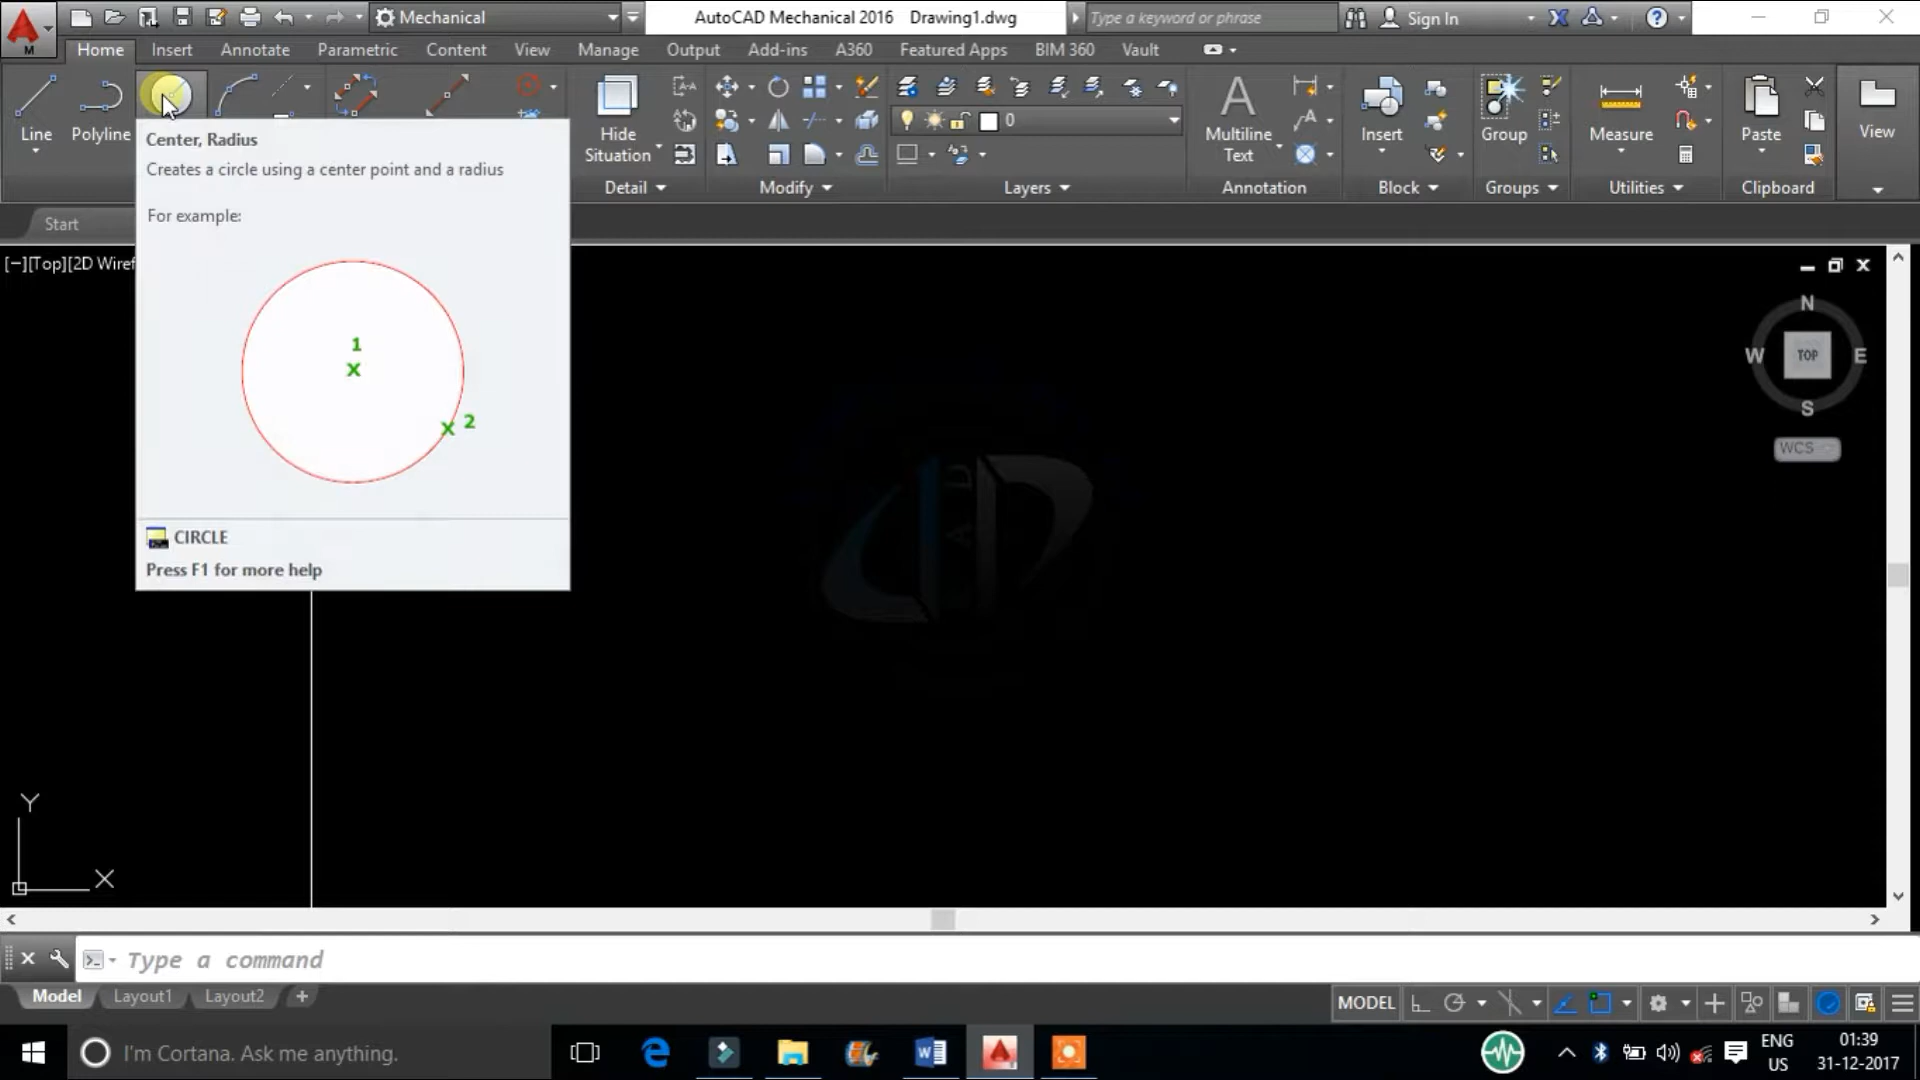 Mechanical
AutoCAD Mechanical 2016 Drawing1.dwg
Type a keyword or phrase
Sign In
M
Home Insert Annotate Parametric Content View Manage Output Add-ins A360 Featured Apps BIM 360 Vault
Line
Polyline
Hide
Situation
0
Multiline
Text
Insert
Group
Measure
Paste
View
Detail Modify Layers Annotation Block Groups Utilities Clipboard
Center, Radius
Creates a circle using a center point and a radius
For example:
1
x
x 2
CIRCLE
Press F1 for more help
Start
[−][Top][2D Wiref
N
W TOP E
S
WCS
Y
X
Type a command
Model Layout1 Layout2 +
MODEL
I'm Cortana. Ask me anything.
ENG
US
01:39
31-12-2017